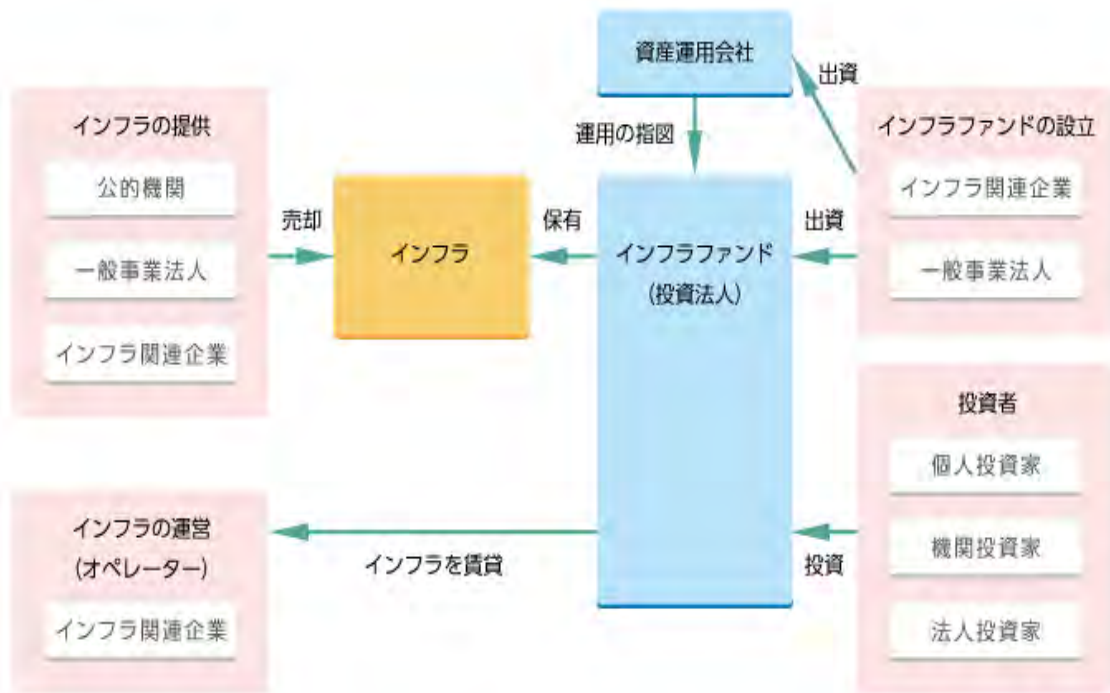 資産運用会社
出資
運用の指図
インフラの提供
公的機関
一般事業法人
インフラ関連企業
売却
インフラ
保有
インフラファンド
(投資法人)
出資
インフラファンドの設立
インフラ関連企業
一般事業法人
投資者
個人投資家
機関投資家
法人投資家
投資
インフラを賃貸
インフラの運営
(オペレーター)
インフラ関連企業